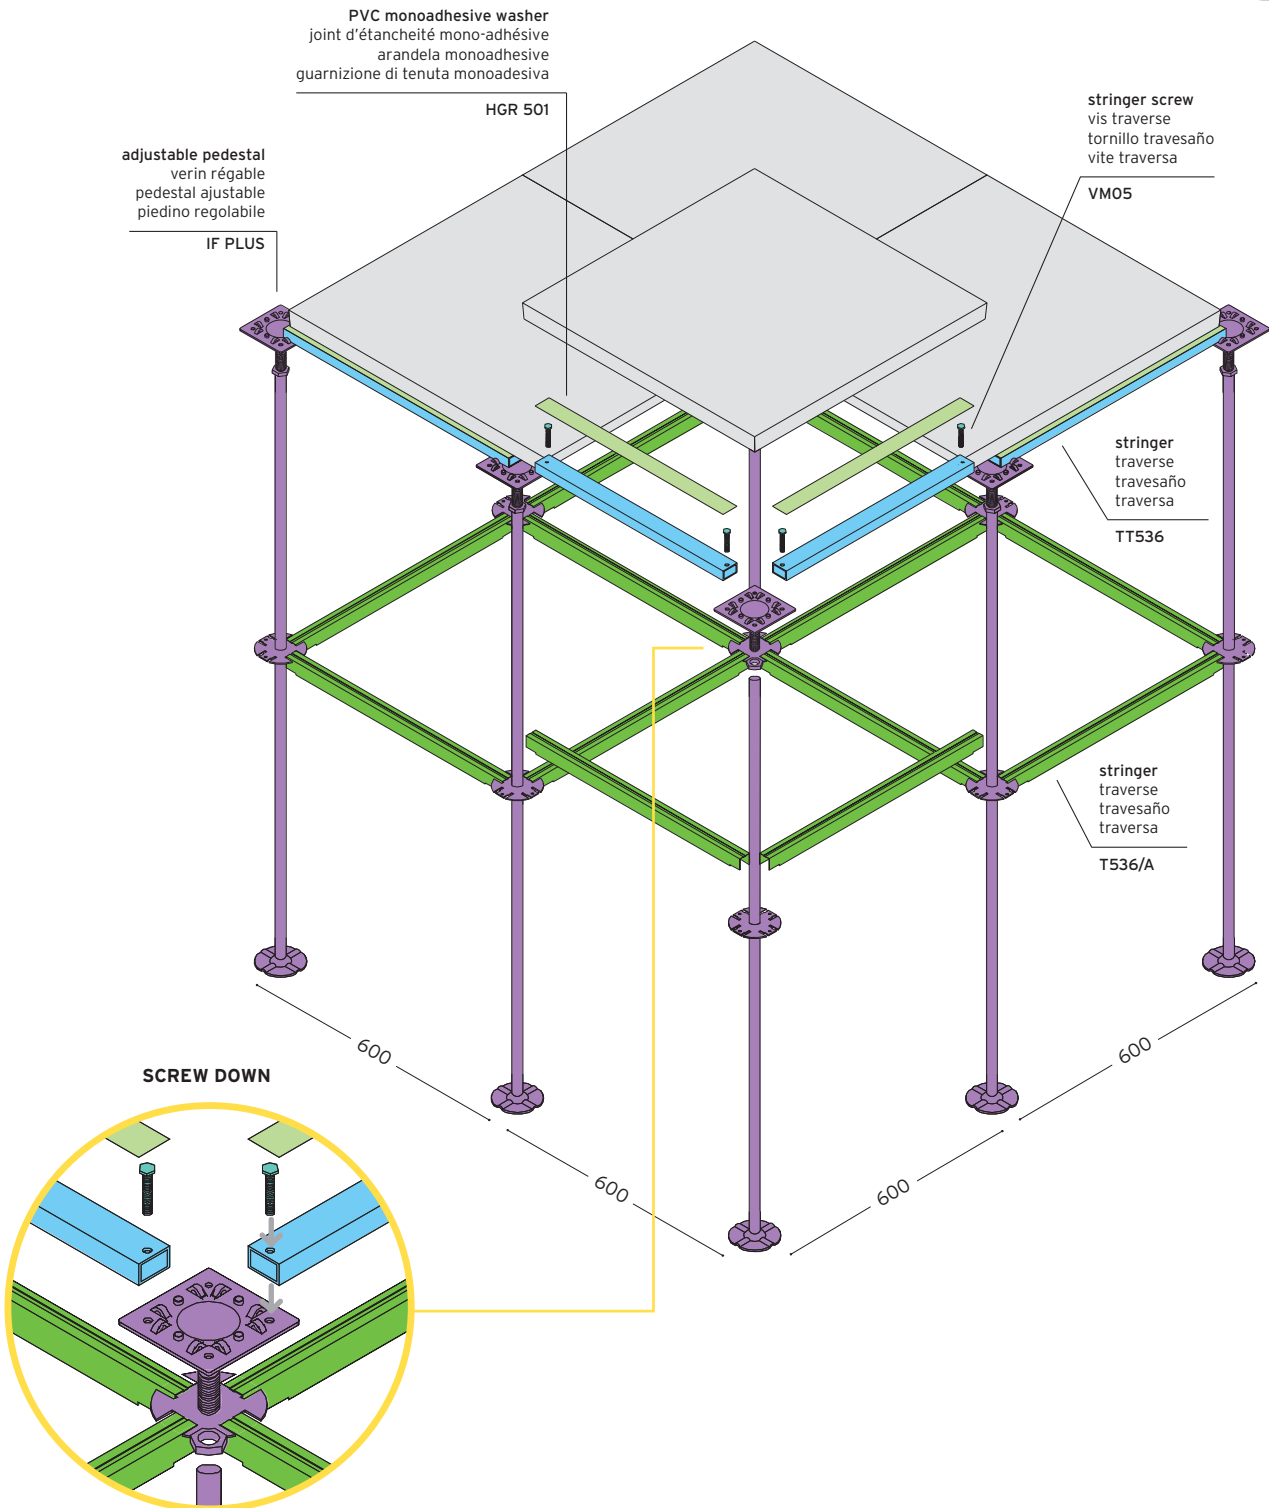 PVC monoadhesive washer
joint d'étancheité mono-adhésive
arandela monoadhesive
guarnizione di tenuta monoadesiva
HGR 501
stringer screw
vis traverse
tornillo travesaño
vite traversa
VM05
adjustable pedestal
verin régable
pedestal ajustable
piedino regolabile
IF PLUS
stringer
traverse
travesaño
traversa
TT536
stringer
traverse
travesaño
traversa
T536/A
600
600
600
600
SCREW DOWN